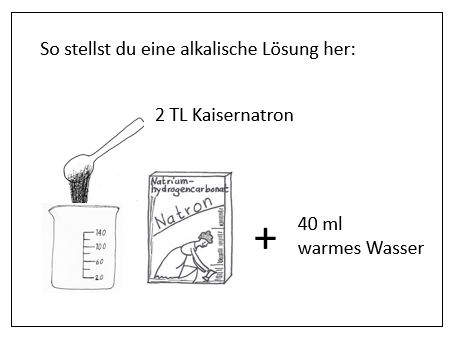 So stellst du eine alkalische Lösung her:
2 TL Kaisernatron
140
100
60
20
Natrium-
hydrogencarbonat
Natron
+
40 ml
warmes Wasser